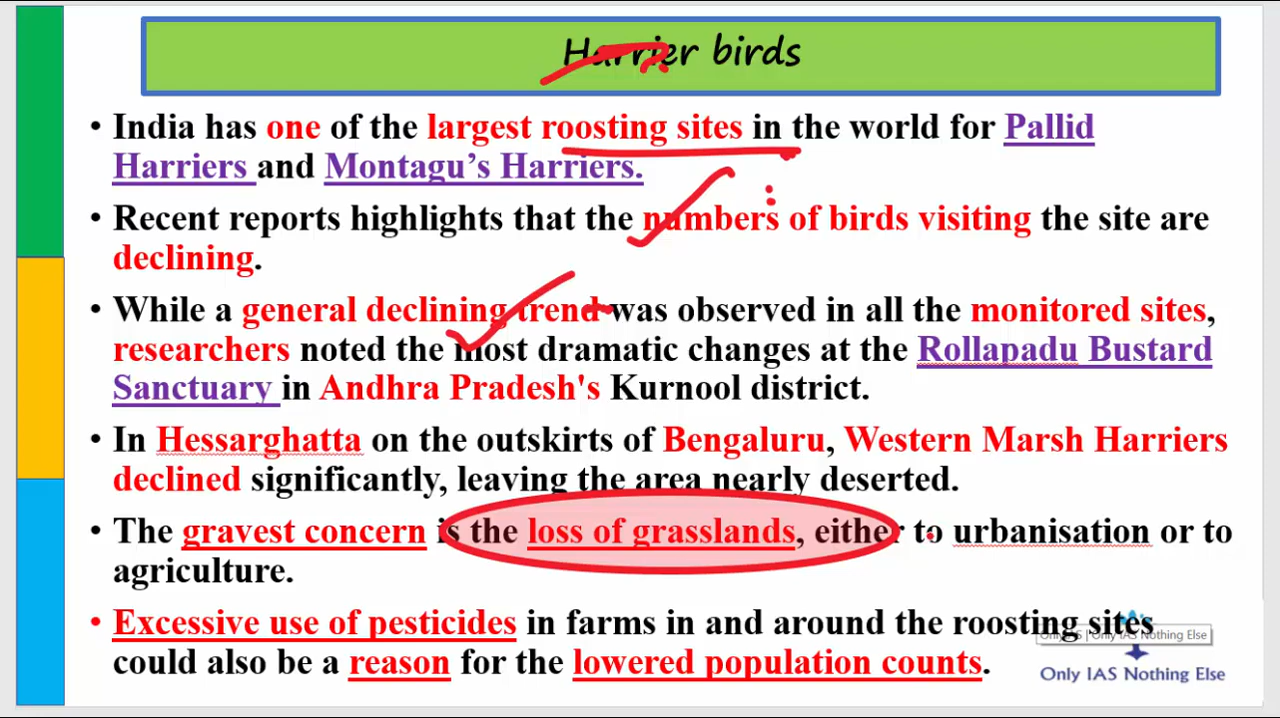 Harrier birds
• India has one of the largest roosting sites in the world for Pallid
Harriers and Montagu’s Harriers.
• Recent reports highlights that the numbers of birds visiting the site are
declining.
• While a general declining trend was observed in all the monitored sites,
researchers noted the most dramatic changes at the Rollapadu Bustard
Sanctuary in Andhra Pradesh's Kurnool district.
• In Hessarghatta on the outskirts of Bengaluru, Western Marsh Harriers
declined significantly, leaving the area nearly deserted.
• The gravest concern is the loss of grasslands, either to urbanisation or to
agriculture.
• Excessive use of pesticides in farms in and around the roosting sites
Only IAS | Only IAS Nothing Else
could also be a reason for the lowered population counts.
Only IAS Nothing Else